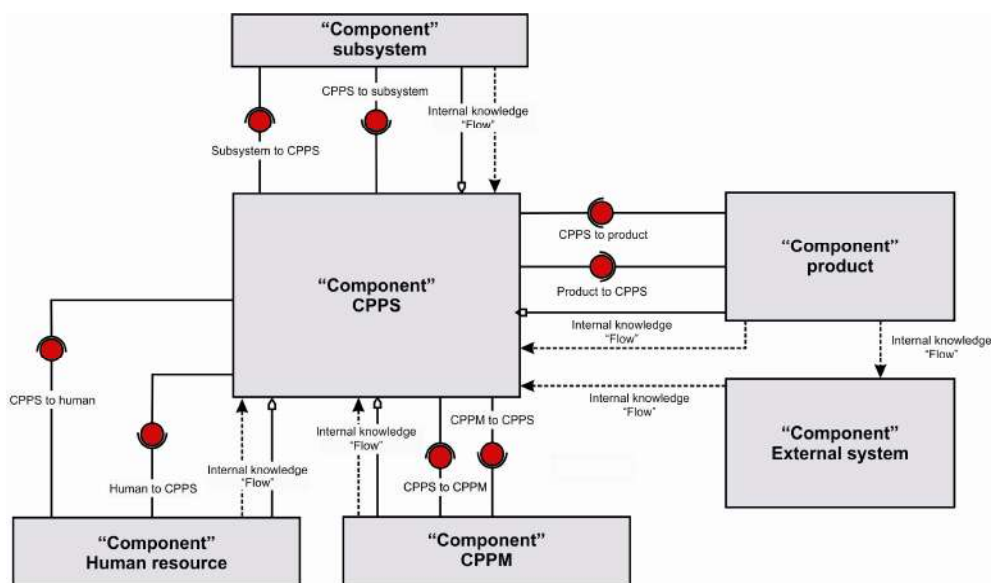 “Component”
subsystem
CPPS to subsystem
Internal knowledge
“Flow”
Subsystem to CPPS
CPPS to product
“Component”
product
“Component”
CPPS
Product to CPPS
Internal knowledge
“Flow”
Internal knowledge
“Flow”
CPPS to human
Internal knowledge
“Flow”
CPPM to CPPS
“Component”
External system
Internal knowledge
“Flow”
Human to CPPS
Internal knowledge
“Flow”
CPPS to CPPM
“Component”
Human resource
“Component”
CPPM